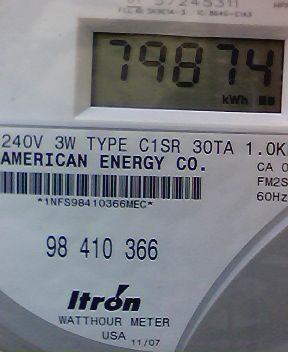 79874
kWh
240V 3W TYPE C1SR 30TA 1.0K
AMERICAN ENERGY CO.
CA 0
FM2S
60Hz
*1NFS98410366MEC*
98 410 366
Itron
WATTHOUR METER
USA 11/07